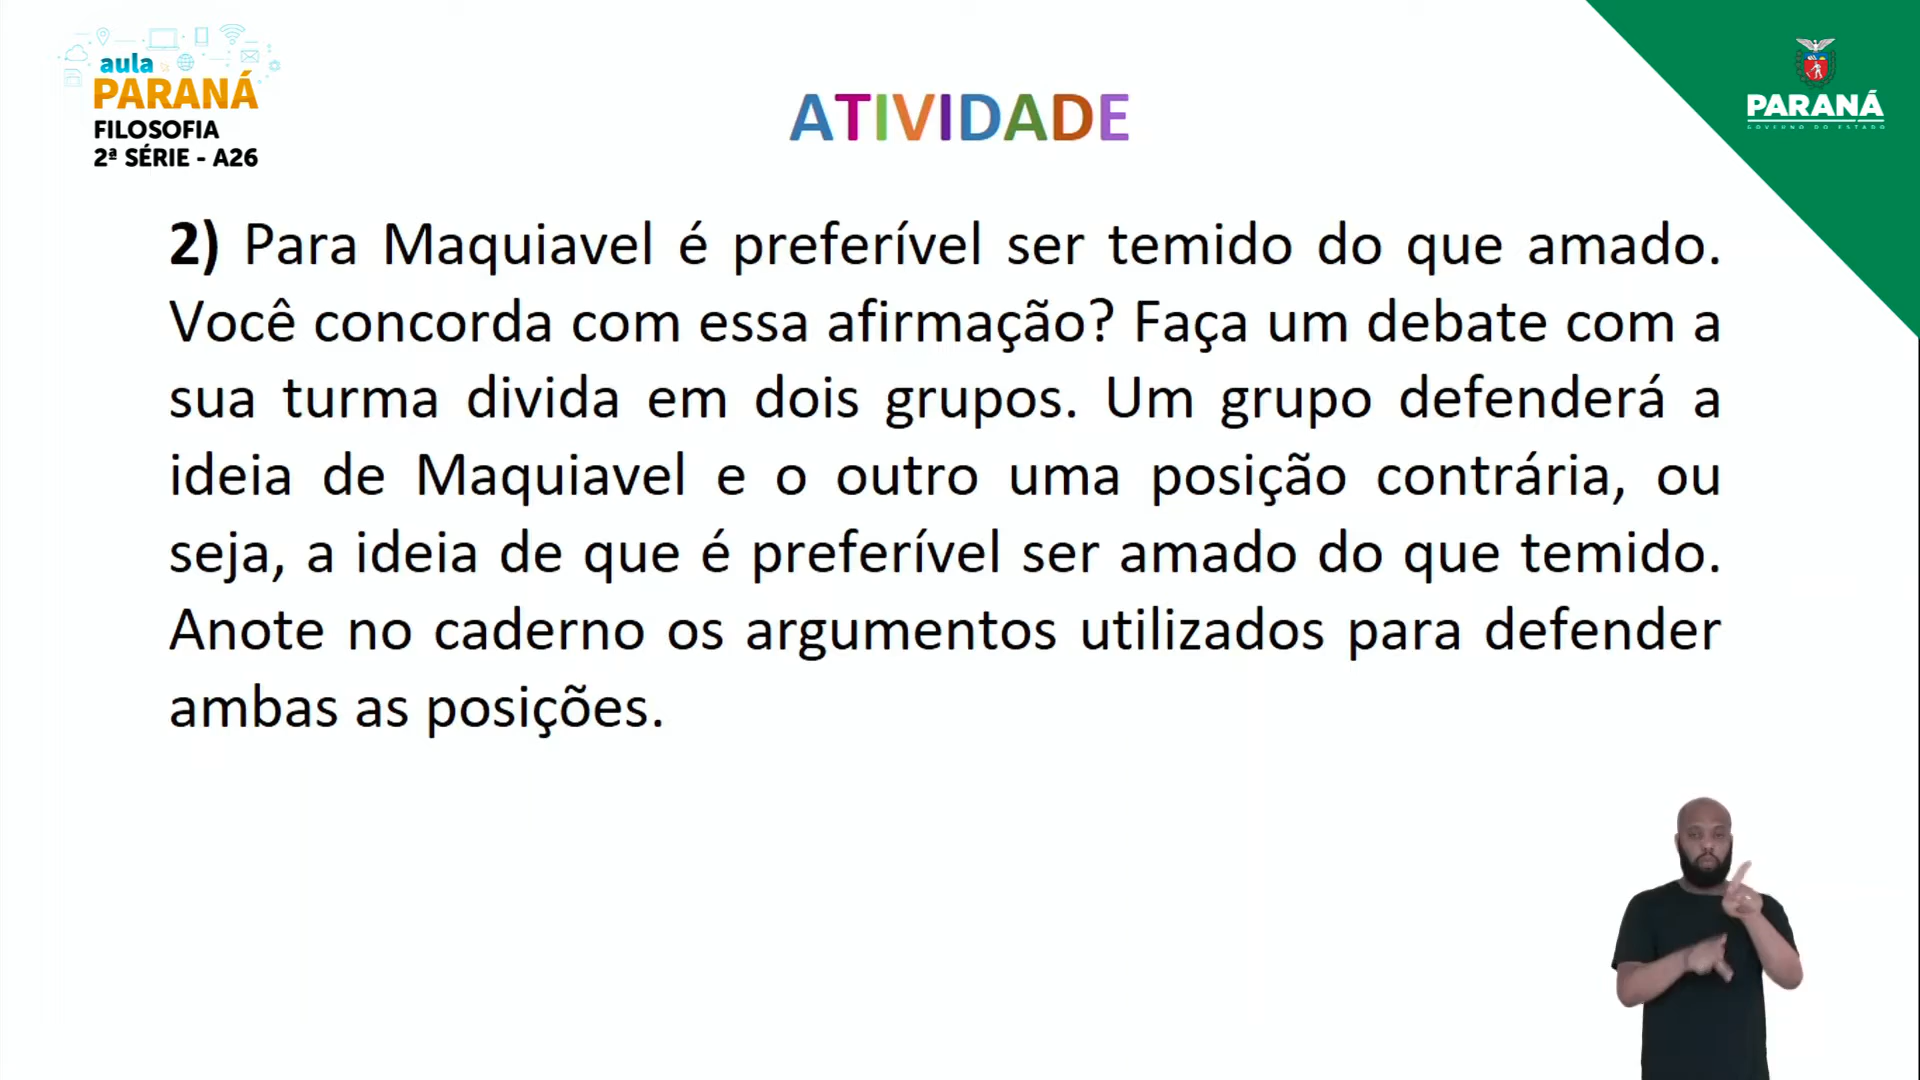 aula
PARANÁ
FILOSOFIA
2ª SÉRIE - A26
ATIVIDADE
PARANÁ
GOVERNO DO ESTADO
2) Para Maquiavel é preferível ser temido do que amado.
Você concorda com essa afirmação? Faça um debate com a
sua turma divida em dois grupos. Um grupo defenderá a
ideia de Maquiavel e o outro uma posição contrária, ou
seja, a ideia de que é preferível ser amado do que temido.
Anote no caderno os argumentos utilizados para defender
ambas as posições.